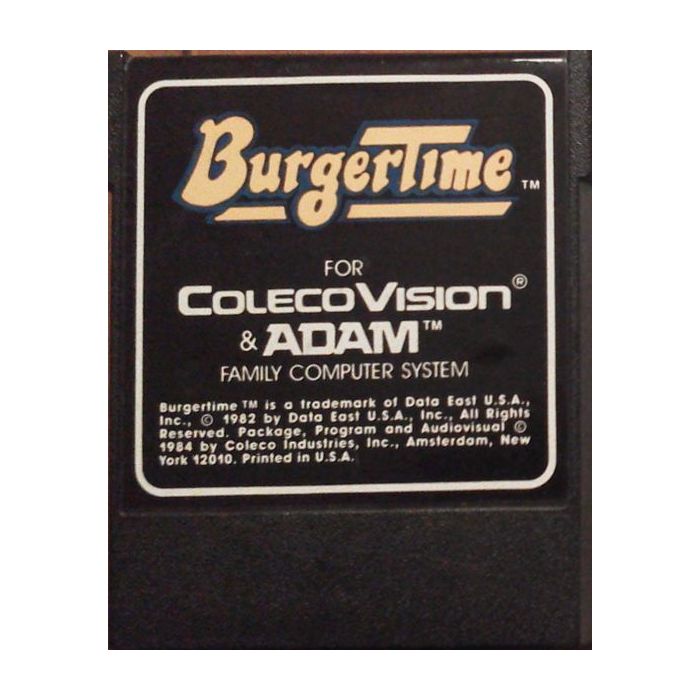 BurgerTime™
FOR
COLECOVISION®
& ADAM™
FAMILY COMPUTER SYSTEM
Burgertime™ is a trademark of Data East U.S.A.,
Inc., © 1982 by Data East U.S.A., Inc., All Rights
Reserved. Package, Program and Audiovisual ©
1984 by Coleco Industries, Inc., Amsterdam, New
York 12010. Printed in U.S.A.